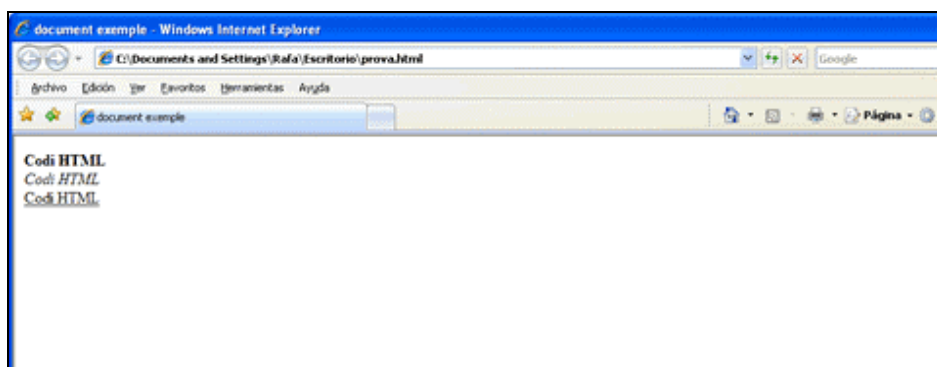 document exemple - Windows Internet Explorer
C:\Documents and Settings\Rafa\Escritorio\prova.html
Google
Archivo Edición Ver Favoritos Herramientas Ayuda
document exemple
Página
Codi HTML
Codi HTML
Codi HTML